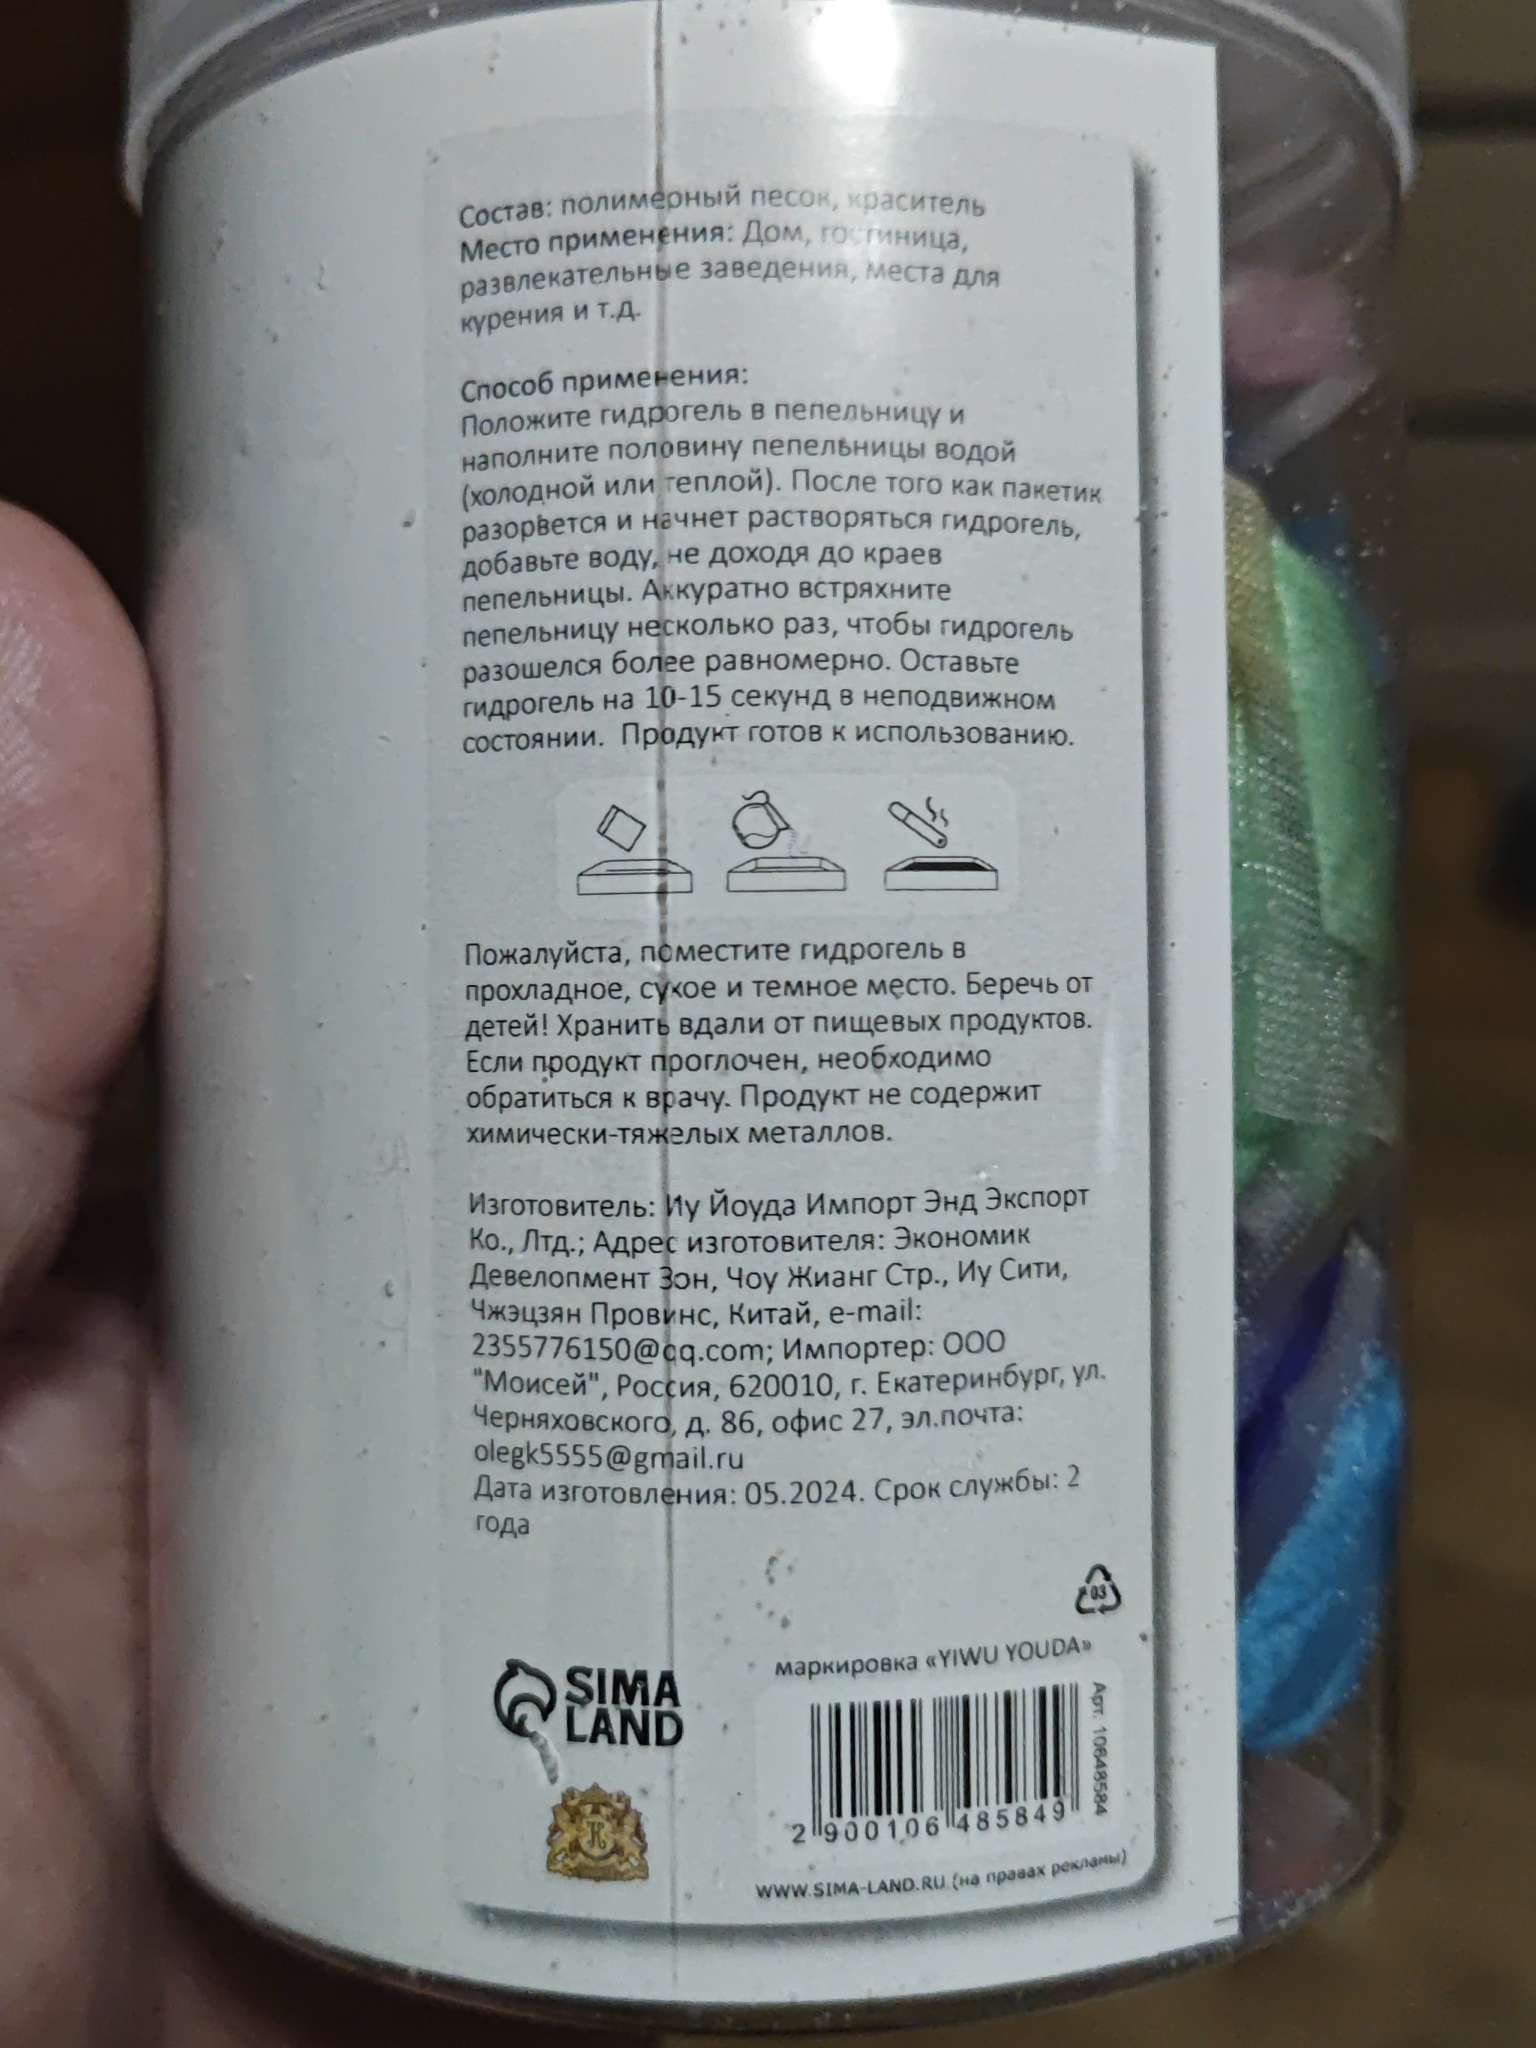 Состав: полимерный песок, краситель
Место применения: Дом, гостиница,
развлекательные заведения, места для
курения и т.д.
Способ применения:
Положите гидрогель в пепельницу и
наполните половину пепельницы водой
(холодной или теплой). После того как пакетик
разорвется и начнет растворяться гидрогель,
добавьте воду, не доходя до краев
пепельницы. Аккуратно встряхните
пепельницу несколько раз, чтобы гидрогель
разошелся более равномерно. Оставьте
гидрогель на 10-15 секунд в неподвижном
состоянии. Продукт готов к использованию.
Пожалуйста, поместите гидрогель в
прохладное, сухое и темное место. Беречь от
детей! Хранить вдали от пищевых продуктов.
Если продукт проглочен, необходимо
обратиться к врачу. Продукт не содержит
химически-тяжелых металлов.
Изготовитель: Иу Йоуда Импорт Энд Экспорт
Ко., Лтд.; Адрес изготовителя: Экономик
Девелопмент Зон, Чоу Жианг Стр., Иу Сити,
Чжэцзян Провинс, Китай, e-mail:
2355776150@qq.com; Импортер: ООО
"Моисей", Россия, 620010, г. Екатеринбург, ул.
Черняховского, д. 86, офис 27, эл.почта:
olegk5555@gmail.ru
Дата изготовления: 05.2024. Срок службы: 2
года
03
маркировка «YIWU YOUDA»
SIMA
LAND
Арт. 10648584
K
2 900106 485849
WWW.SIMA-LAND.RU (на правах рекламы)